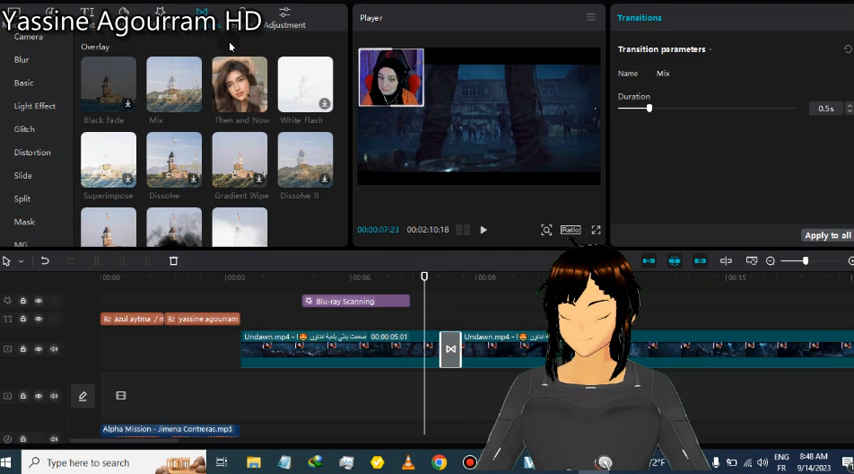 Yassine Agourram HD
Adjustment
Camera
Blur
Basic
Light Effect
Glitch
Distortion
Slide
Split
Mask
MG
Overlay
Black Fade
Mix
Then and Now
White Flash
Superimpose
Dissolve
Gradient Wipe
Dissolve II
Player
00:00:07:23
00:02:10:18
Ratio
Transitions
Transition parameters
Name
Mix
Duration
0.5s
Apply to all
00:00
00:03
00:06
00:09
00:15
Blu-ray Scanning
azul aytma
yassine agourram
Undawn.mp4
00:00:05:01
Undawn.mp4
Alpha Mission - Jimena Contreras.mp3
Type here to search
ENG
FR
8:48 AM
9/14/2023